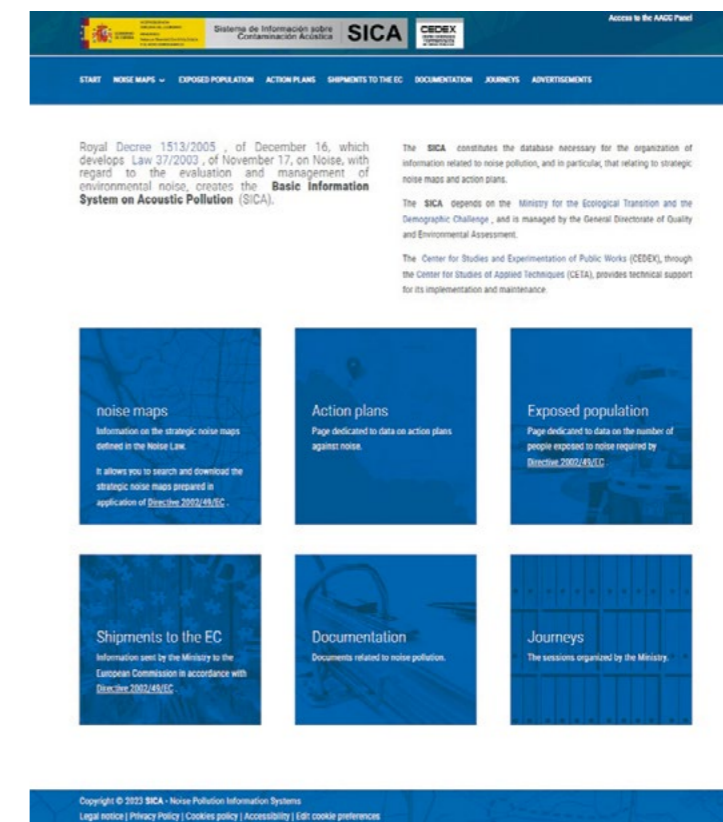 Access to the AACC Panel
Sistema de Información sobre
Contaminación Acústica
SICA
CEDEX
START NOISE MAPS EXPOSED POPULATION ACTION PLANS SHIPMENTS TO THE EC DOCUMENTATION JOURNEYS ADVERTISEMENTS
Royal Decree 1513/2005 , of December 16, which
develops Law 37/2003 , of November 17, on Noise, with
regard to the evaluation and management of
environmental noise, creates the Basic Information
System on Acoustic Pollution (SICA).
The SICA constitutes the database necessary for the organization of
information related to noise pollution, and in particular, that relating to strategic
noise maps and action plans.
The SICA depends on the Ministry for the Ecological Transition and the
Demographic Challenge , and is managed by the General Directorate of Quality
and Environmental Assessment.
The Center for Studies and Experimentation of Public Works (CEDEX), through
the Center for Studies of Applied Techniques (CETA), provides technical support
for its implementation and maintenance.
noise maps
Information on the strategic noise maps
defined in the Noise Law.
It allows you to search and download the
strategic noise maps prepared in
application of Directive 2002/49/EC .
Action plans
Page dedicated to data on action plans
against noise.
Exposed population
Page dedicated to data on the number of
people exposed to noise required by
Directive 2002/49/EC .
Shipments to the EC
Information sent by the Ministry to the
European Commission in accordance with
Directive 2002/49/EC .
Documentation
Documents related to noise pollution.
Journeys
The sessions organized by the Ministry.
Copyright © 2023 SICA - Noise Pollution Information Systems
Legal notice | Privacy Policy | Cookies policy | Accessibility | Edit cookie preferences